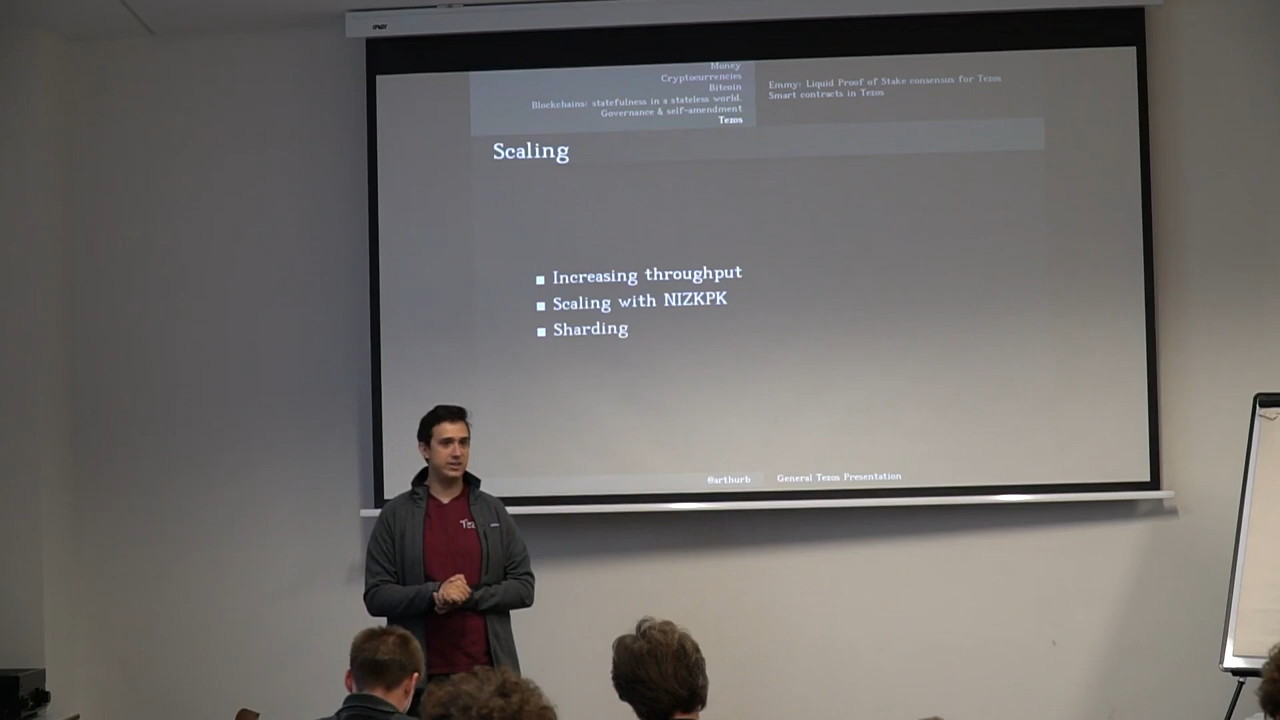 Money
Cryptocurrencies
Bitcoin
Blockchains: statefulness in a stateless world.
Governance & self-amendment
Tezos
Emmy: Liquid Proof of Stake consensus for Tezos
Smart contracts in Tezos
Scaling
Increasing throughput
Scaling with NIZKPK
Sharding
@arthurb
General Tezos Presentation